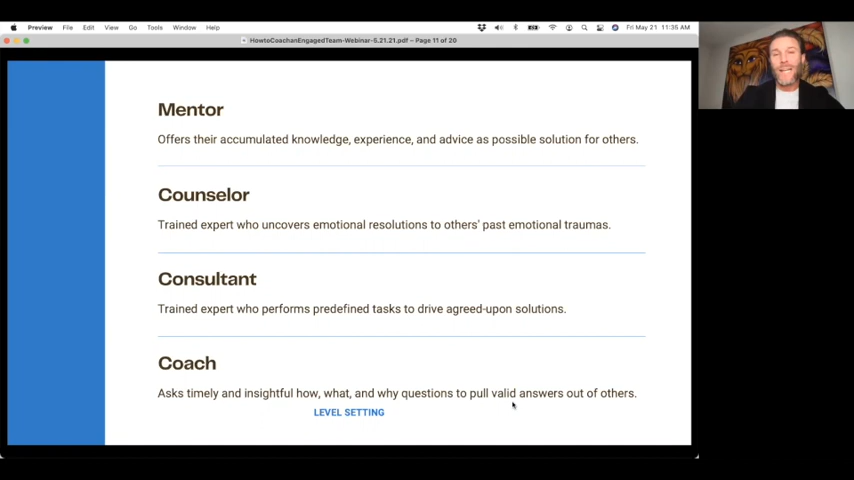 Preview File Edit View Go Tools Window Help Fri May 21 11:35 AM
HowtoCoachanEngagedTeam-Webinar-5.21.21.pdf – Page 11 of 20
Mentor
Offers their accumulated knowledge, experience, and advice as possible solution for others.
Counselor
Trained expert who uncovers emotional resolutions to others' past emotional traumas.
Consultant
Trained expert who performs predefined tasks to drive agreed-upon solutions.
Coach
Asks timely and insightful how, what, and why questions to pull valid answers out of others.
LEVEL SETTING